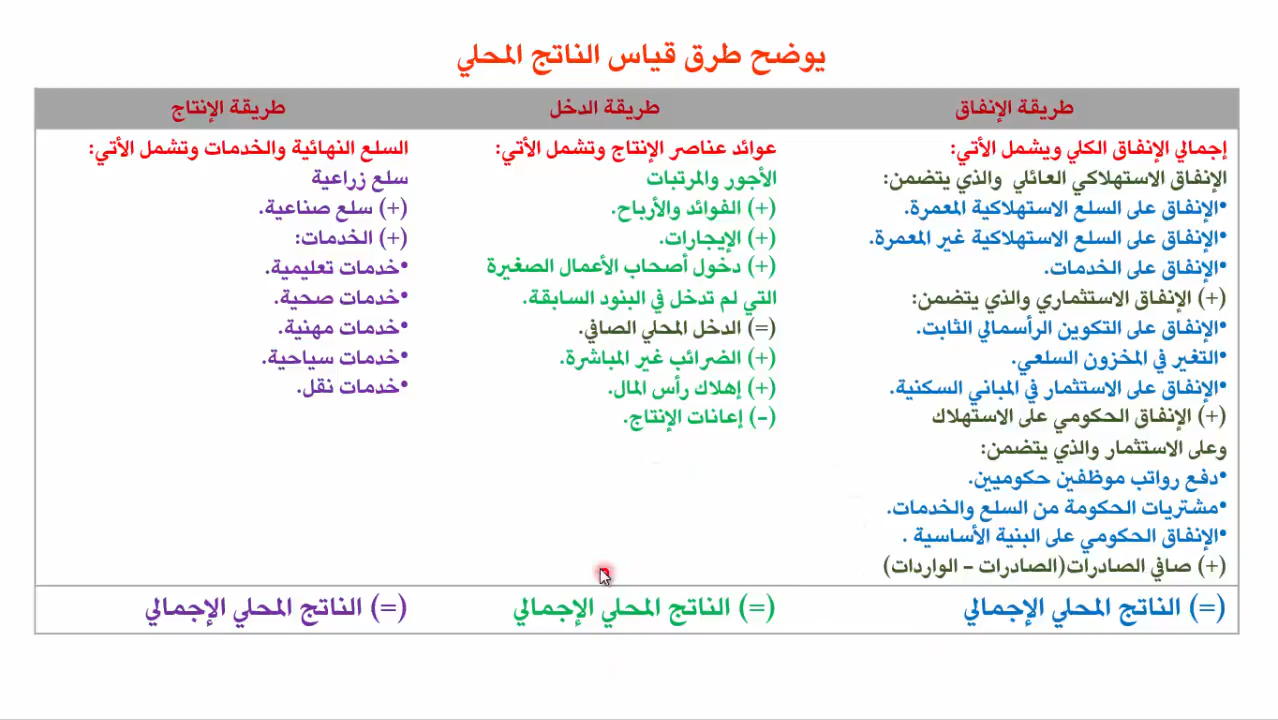 يوضح طرق قياس الناتج المحلي
طريقة الإنفاق
إجمالي الإنفاق الكلي ويشمل الأتي:
الإنفاق الاستهلاكي العائلي والذي يتضمن:
•الإنفاق على السلع الاستهلاكية المعمرة.
•الإنفاق على السلع الاستهلاكية غير المعمرة.
•الإنفاق على الخدمات.
(+) الإنفاق الاستثماري والذي يتضمن:
•الإنفاق على التكوين الرأسمالي الثابت.
•التغير في المخزون السلعي.
•الإنفاق على الاستثمار في المباني السكنية.
(+) الإنفاق الحكومي على الاستهلاك
وعلى الاستثمار والذي يتضمن:
•دفع رواتب موظفين حكوميين.
•مشتريات الحكومة من السلع والخدمات.
•الإنفاق الحكومي على البنية الأساسية .
(+) صافي الصادرات(الصادرات – الواردات)
(=) الناتج المحلي الإجمالي
طريقة الدخل
عوائد عناصر الإنتاج وتشمل الأتي:
الأجور والمرتبات
(+) الفوائد والأرباح.
(+) الإيجارات.
(+) دخول أصحاب الأعمال الصغيرة
التي لم تدخل في البنود السابقة.
(=) الدخل المحلي الصافي.
(+) الضرائب غير المباشرة.
(+) إهلاك رأس المال.
(-) إعانات الإنتاج.
(=) الناتج المحلي الإجمالي
طريقة الإنتاج
السلع النهائية والخدمات وتشمل الأتي:
سلع زراعية
(+) سلع صناعية.
(+) الخدمات:
•خدمات تعليمية.
•خدمات صحية.
•خدمات مهنية.
•خدمات سياحية.
•خدمات نقل.
(=) الناتج المحلي الإجمالي